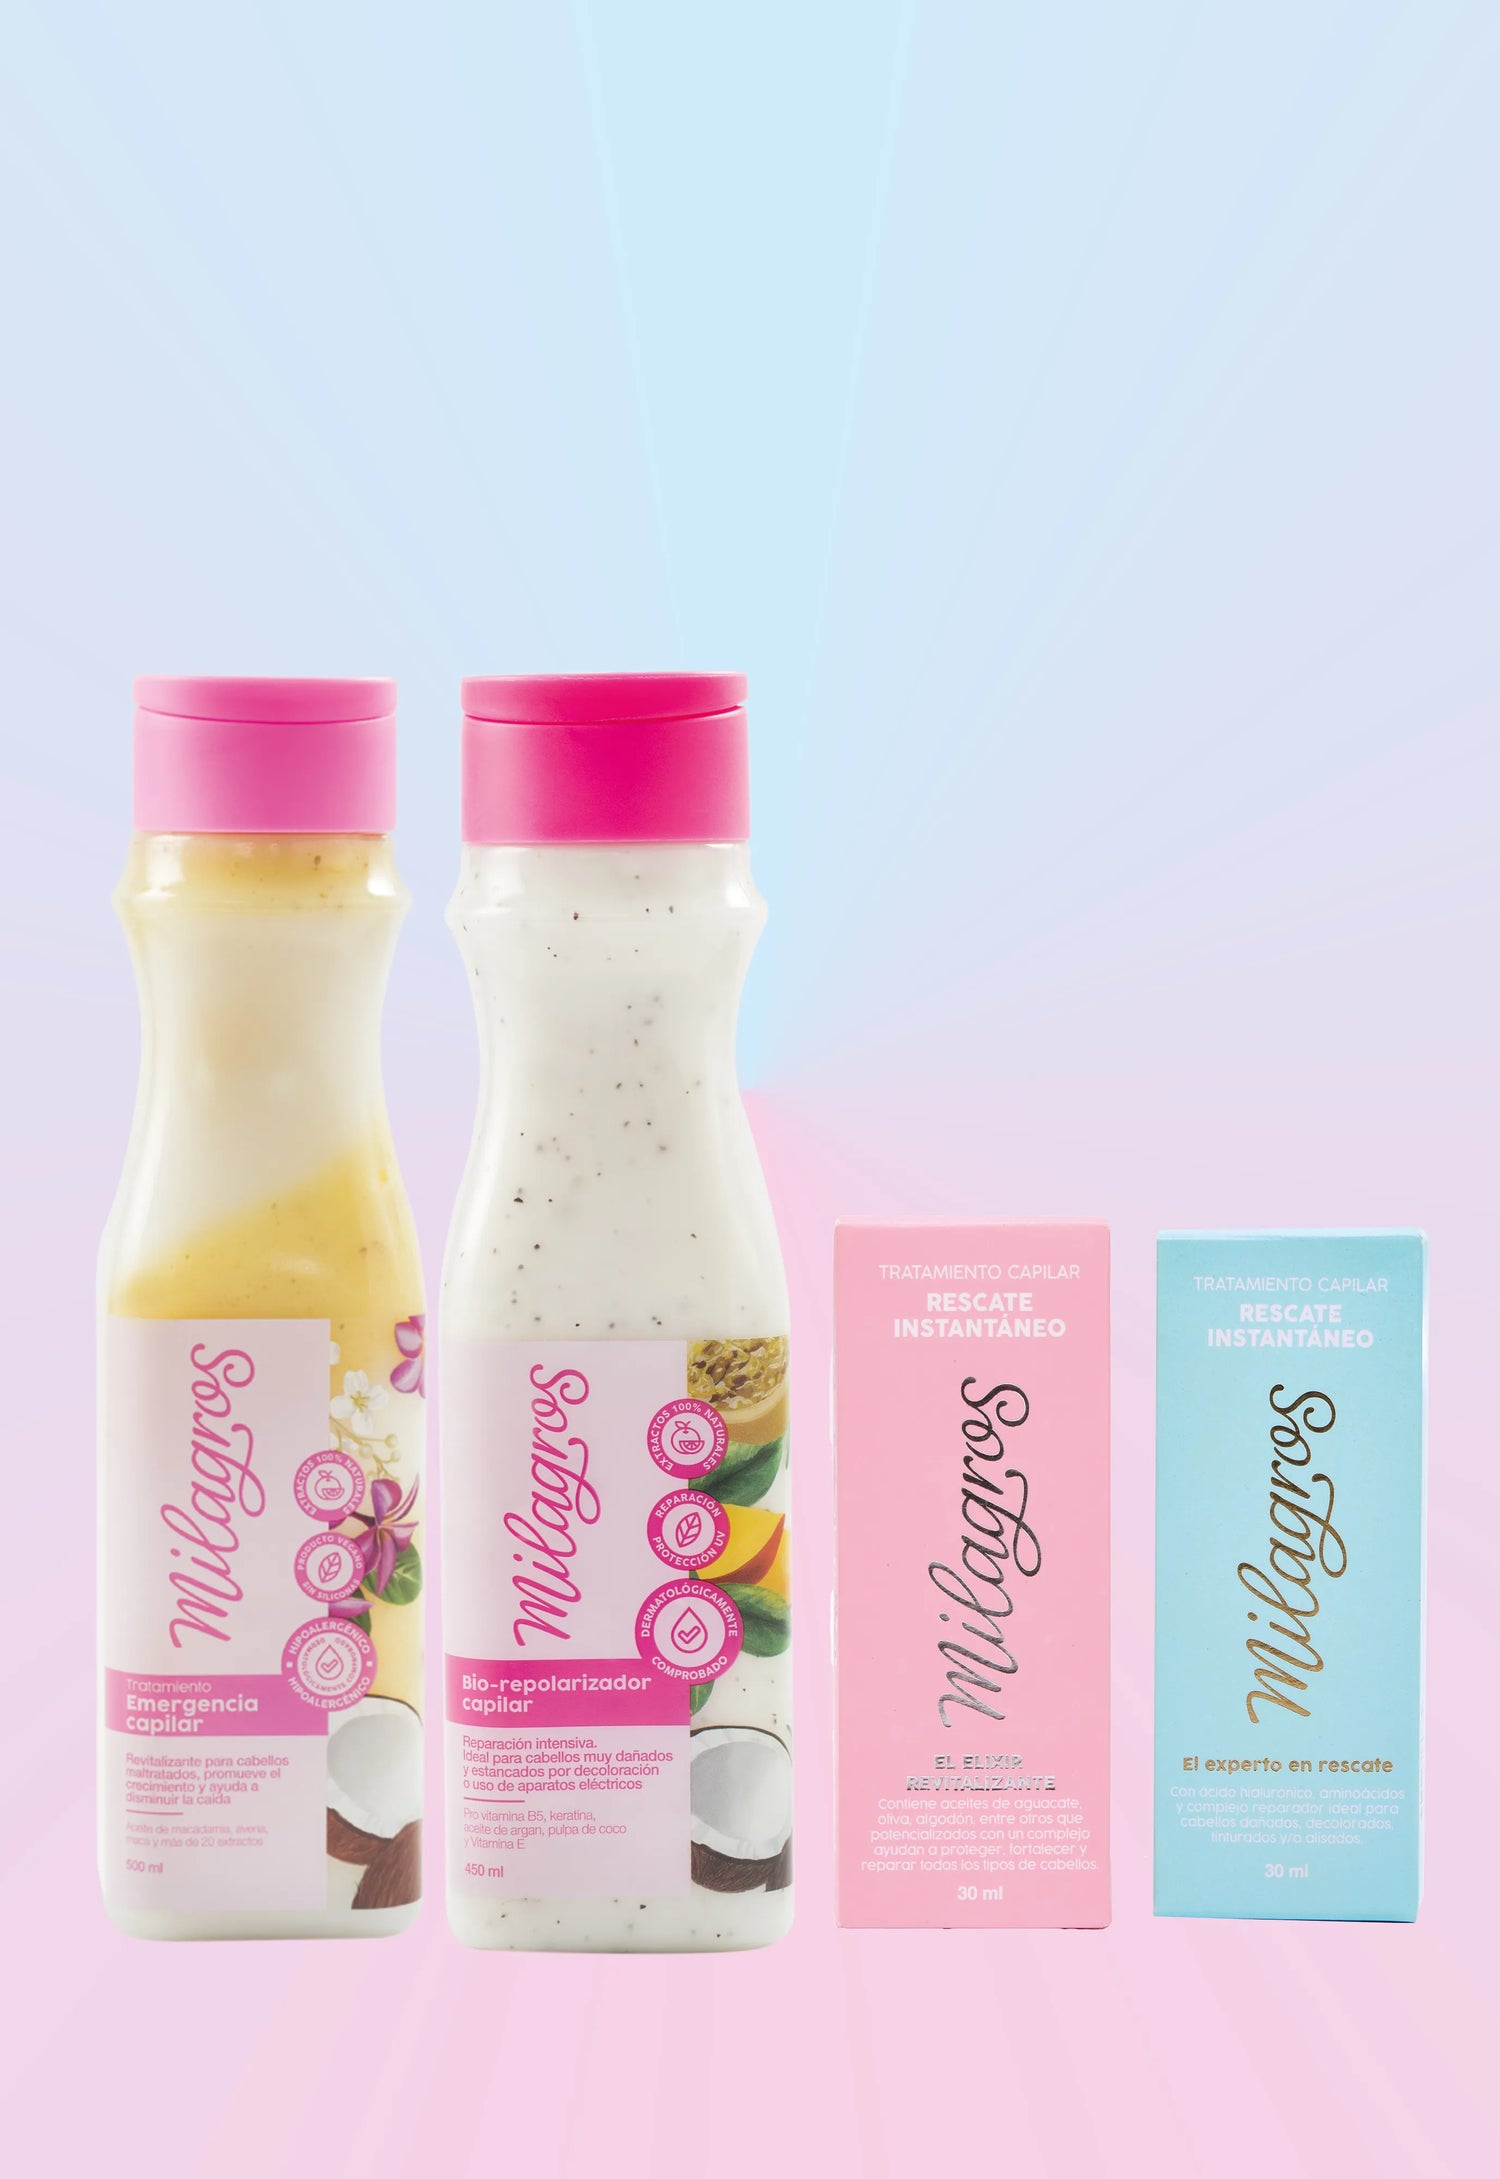 Milagros
EXTRACTOS 100% NATURALES
PRODUCTO VEGANO
SIN SILICONAS
HIPOALERGÉNICO
DERMATOLÓGICAMENTE COMPROBADO
HIPOALERGÉNICO
Tratamiento
Emergencia
capilar
Revitalizante para cabellos
maltratados, promueve el
crecimiento y ayuda a
disminuir la caída
Aceite de macadamia, avena,
maca y más de 20 extractos
500 ml
Milagros
EXTRACTOS 100% NATURALES
REPARACIÓN
PROTECCIÓN UV
DERMATOLÓGICAMENTE
COMPROBADO
Bio-repolarizador
capilar
Reparación intensiva.
Ideal para cabellos muy dañados
y estancados por decoloración
o uso de aparatos eléctricos
Pro vitamina B5, keratina,
aceite de argan, pulpa de coco
y Vitamina E
450 ml
TRATAMIENTO CAPILAR
RESCATE
INSTANTÁNEO
Milagros
EL ELIXIR
REVITALIZANTE
Contiene aceites de aguacate,
oliva, algodón, entre otros que
potencializados con un complejo
ayudan a proteger, fortalecer y
reparar todos los tipos de cabellos.
30 ml
TRATAMIENTO CAPILAR
RESCATE
INSTANTÁNEO
Milagros
El experto en rescate
Con ácido hialurónico, aminoácidos
y complejo reparador ideal para
cabellos dañados, decolorados,
tinturados y/o alisados.
30 ml